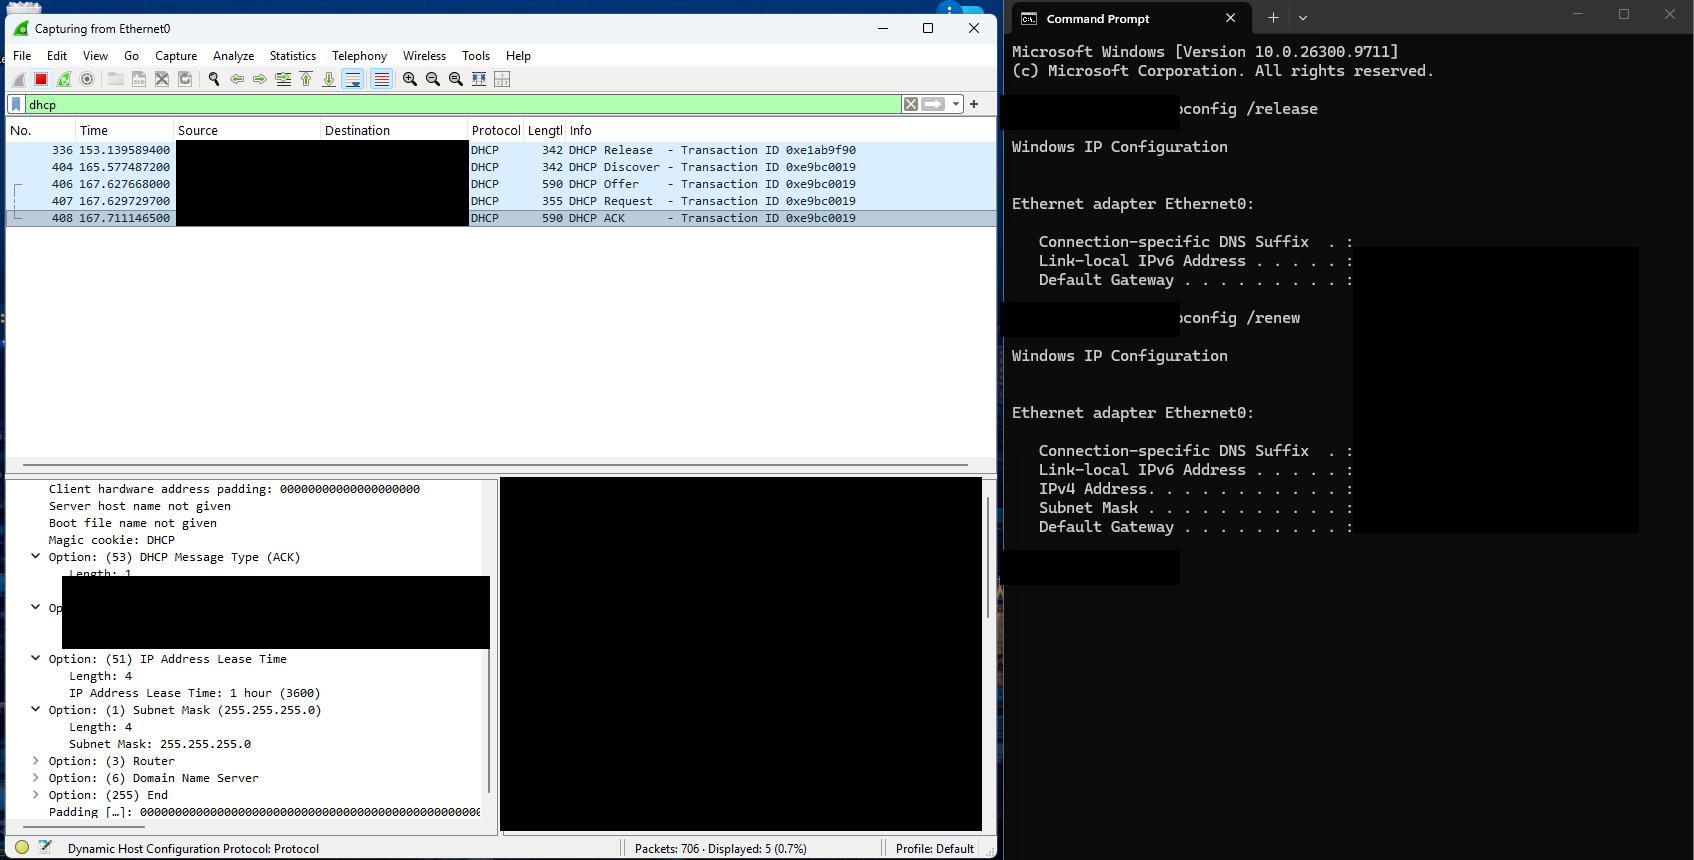 Capturing from Ethernet0
File Edit View Go Capture Analyze Statistics Telephony Wireless Tools Help
dhcp
No. Time Source Destination Protocol Lengtl Info
336 153.139589400 DHCP 342 DHCP Release - Transaction ID 0xe1ab9f90
404 165.577487200 DHCP 342 DHCP Discover - Transaction ID 0xe9bc0019
406 167.627668000 DHCP 590 DHCP Offer - Transaction ID 0xe9bc0019
407 167.629729700 DHCP 355 DHCP Request - Transaction ID 0xe9bc0019
408 167.711146500 DHCP 590 DHCP ACK - Transaction ID 0xe9bc0019
Client hardware address padding: 00000000000000000000
Server host name not given
Boot file name not given
Magic cookie: DHCP
Option: (53) DHCP Message Type (ACK)
Length: 1
Op
Option: (51) IP Address Lease Time
Length: 4
IP Address Lease Time: 1 hour (3600)
Option: (1) Subnet Mask (255.255.255.0)
Length: 4
Subnet Mask: 255.255.255.0
Option: (3) Router
Option: (6) Domain Name Server
Option: (255) End
Padding […]: 0000000000000000000000000000000000000000000000000
Dynamic Host Configuration Protocol: Protocol
Packets: 706 · Displayed: 5 (0.7%)
Profile: Default
Command Prompt
Microsoft Windows [Version 10.0.26300.9711]
(c) Microsoft Corporation. All rights reserved.
pconfig /release
Windows IP Configuration
Ethernet adapter Ethernet0:
Connection-specific DNS Suffix . :
Link-local IPv6 Address . . . . . :
Default Gateway . . . . . . . . . :
pconfig /renew
Windows IP Configuration
Ethernet adapter Ethernet0:
Connection-specific DNS Suffix . :
Link-local IPv6 Address . . . . . :
IPv4 Address. . . . . . . . . . . :
Subnet Mask . . . . . . . . . . . :
Default Gateway . . . . . . . . . :